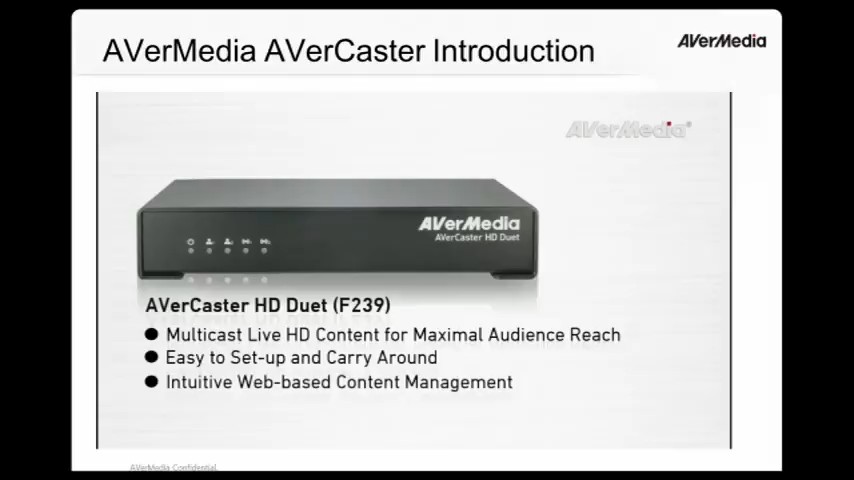 AVerMedia AVerCaster Introduction
AVerMedia
AVerMedia
AVerMedia
AVerCaster HD Duet
AVerCaster HD Duet (F239)
Multicast Live HD Content for Maximal Audience Reach
Easy to Set-up and Carry Around
Intuitive Web-based Content Management
AVerMedia Confidential